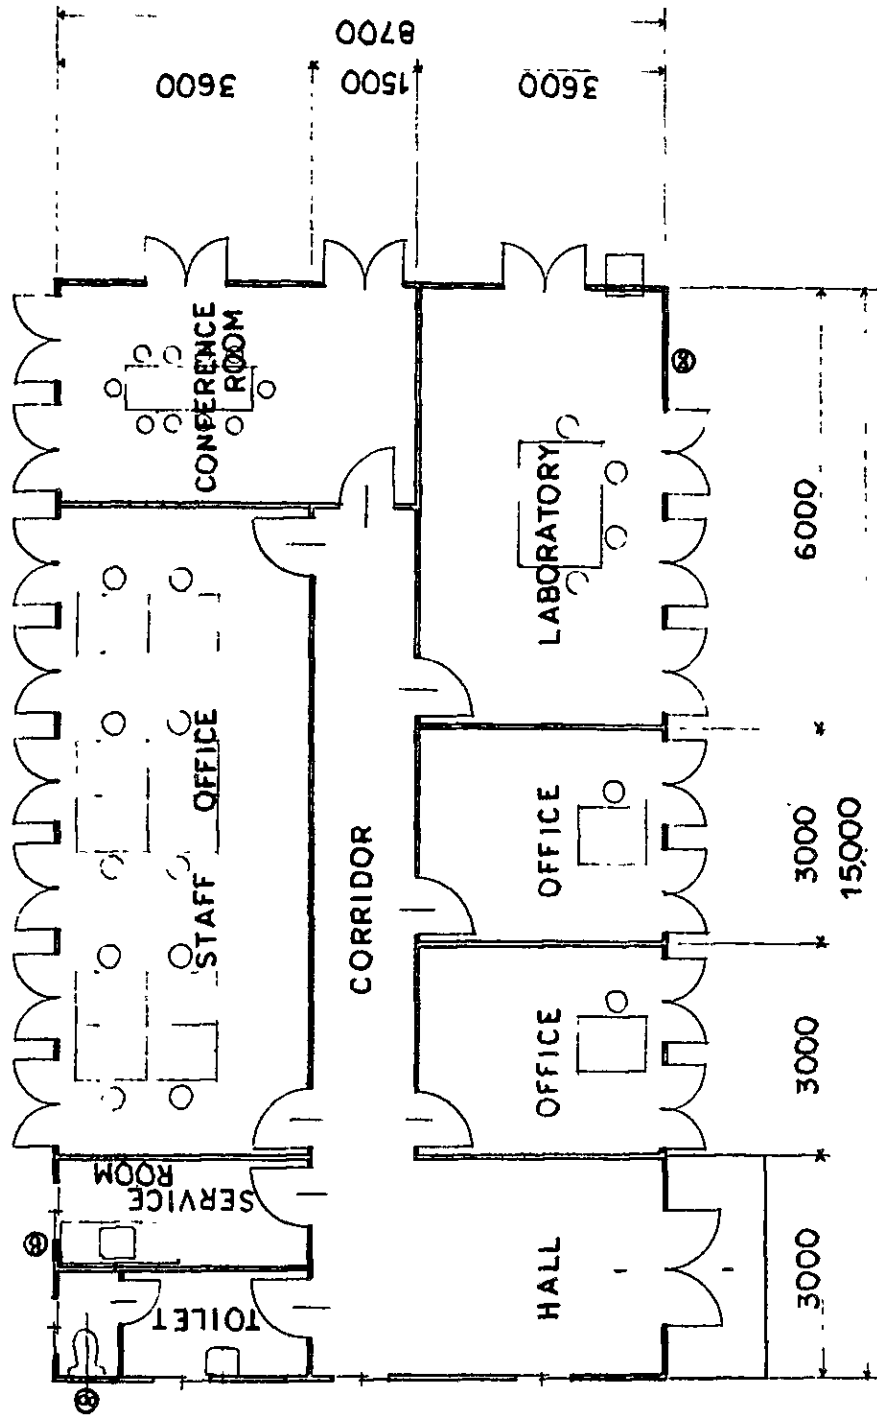 TOILET
SERVICE
ROOM
STAFF OFFICE
CONFERENCE
ROOM
CORRIDOR
HALL
OFFICE
OFFICE
LABORATORY
3600
1500
3600
8700
3000
3000
3000
6000
15,000